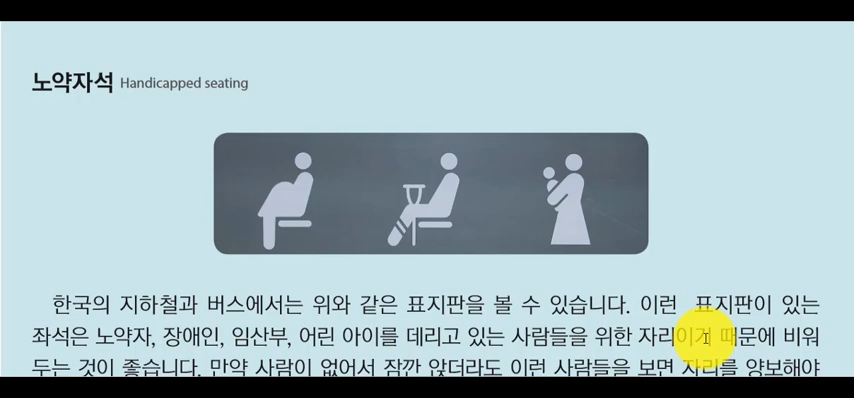 노약자석 Handicapped seating
한국의 지하철과 버스에서는 위와 같은 표지판을 볼 수 있습니다. 이런 표지판이 있는
좌석은 노약자, 장애인, 임산부, 어린 아이를 데리고 있는 사람들을 위한 자리이기 때문에 비워
두는 것이 좋습니다. 만약 사람이 없어서 잠깐 앉더라도 이런 사람들을 보면 자리를 양보해야